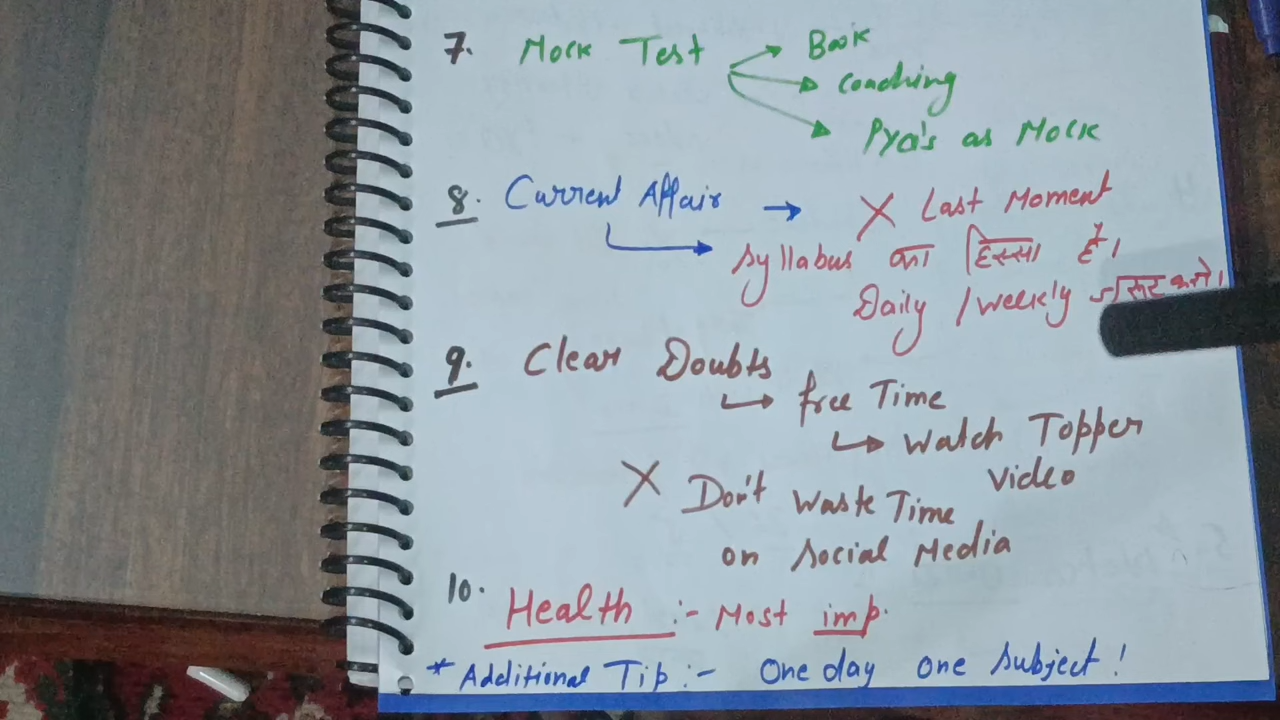 7. Mock Test → Book
→ Coaching
→ PYQ's as Mock
8. Current Affair → X Last Moment
→ Syllabus का हिस्सा है।
Daily / weekly
9. Clear Doubts
→ free Time
→ Watch Topper
Video
X Don't Waste Time
on Social Media
10. Health :- Most imp.
* Additional Tip :- One day one Subject!